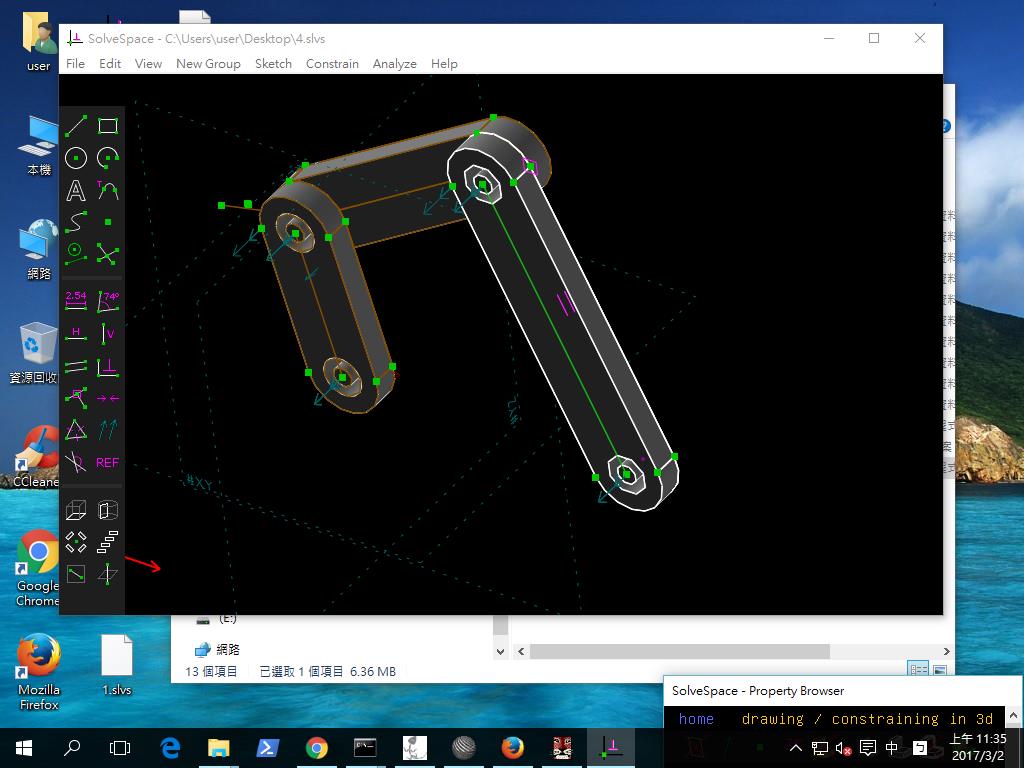 SolveSpace - C:\Users\user\Desktop\4.slvs
File Edit View New Group Sketch Constrain Analyze Help
user
本機
網路
資源回收
CCleane
Google
Chrome
Mozilla
Firefox
1.slvs
A
2.54
74°
H
V
REF
#XY
(E:)
網路
13 個項目 已選取 1 個項目 6.36 MB
SolveSpace - Property Browser
home drawing / constraining in 3d
中
上午 11:35
2017/3/2